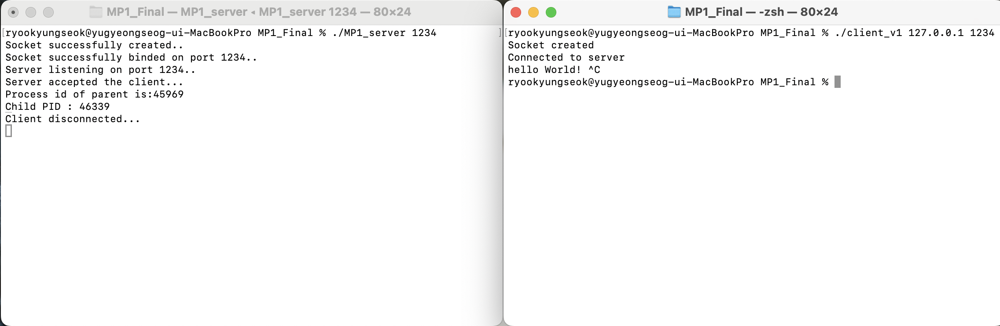 MP1_Final — MP1_server ◂ MP1_server 1234 — 80×24
ryookyungseok@yugyeongseog-ui-MacBookPro MP1_Final % ./MP1_server 1234
Socket successfully created..
Socket successfully binded on port 1234..
Server listening on port 1234..
Server accepted the client...
Process id of parent is:45969
Child PID : 46339
Client disconnected...
MP1_Final — -zsh — 80×24
ryookyungseok@yugyeongseog-ui-MacBookPro MP1_Final % ./client_v1 127.0.0.1 1234
Socket created
Connected to server
hello World! ^C
ryookyungseok@yugyeongseog-ui-MacBookPro MP1_Final %